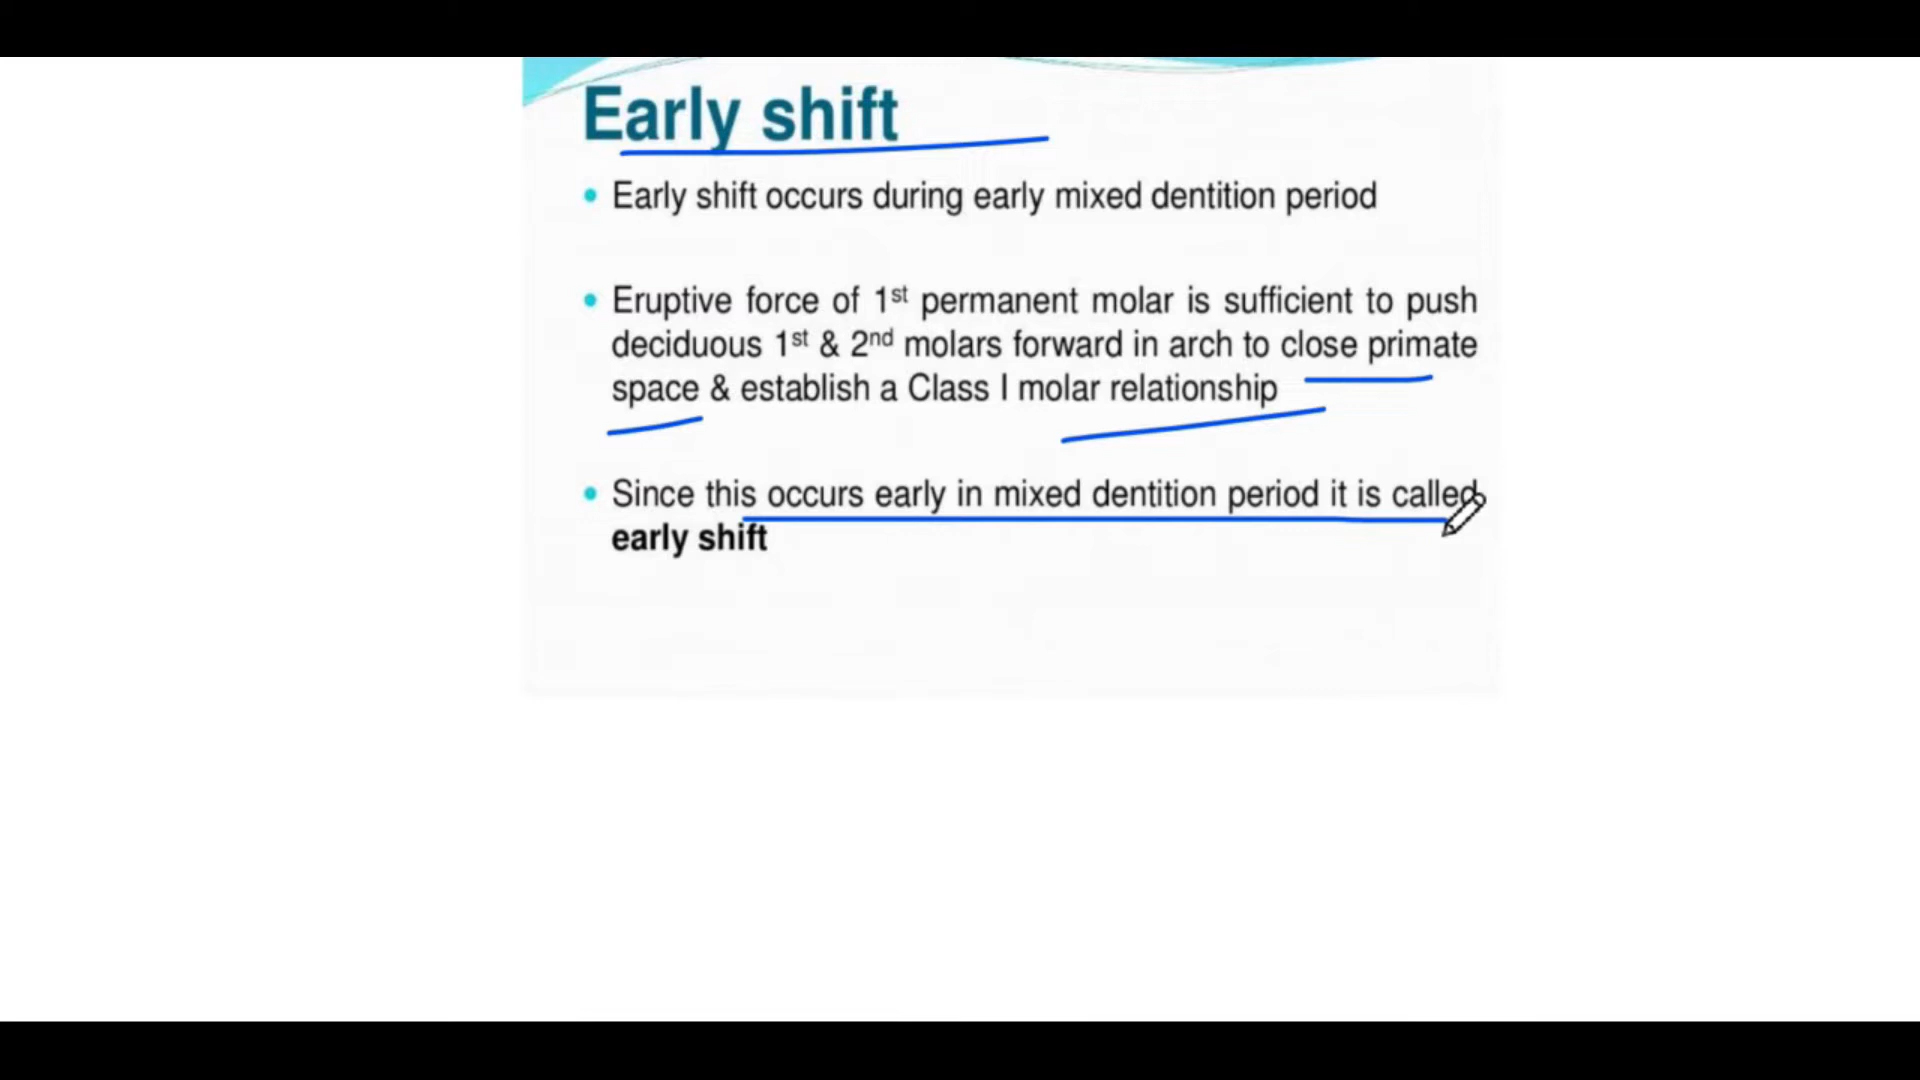 Early shift
• Early shift occurs during early mixed dentition period
• Eruptive force of 1st permanent molar is sufficient to push
deciduous 1st & 2nd molars forward in arch to close primate
space & establish a Class I molar relationship
• Since this occurs early in mixed dentition period it is called
early shift